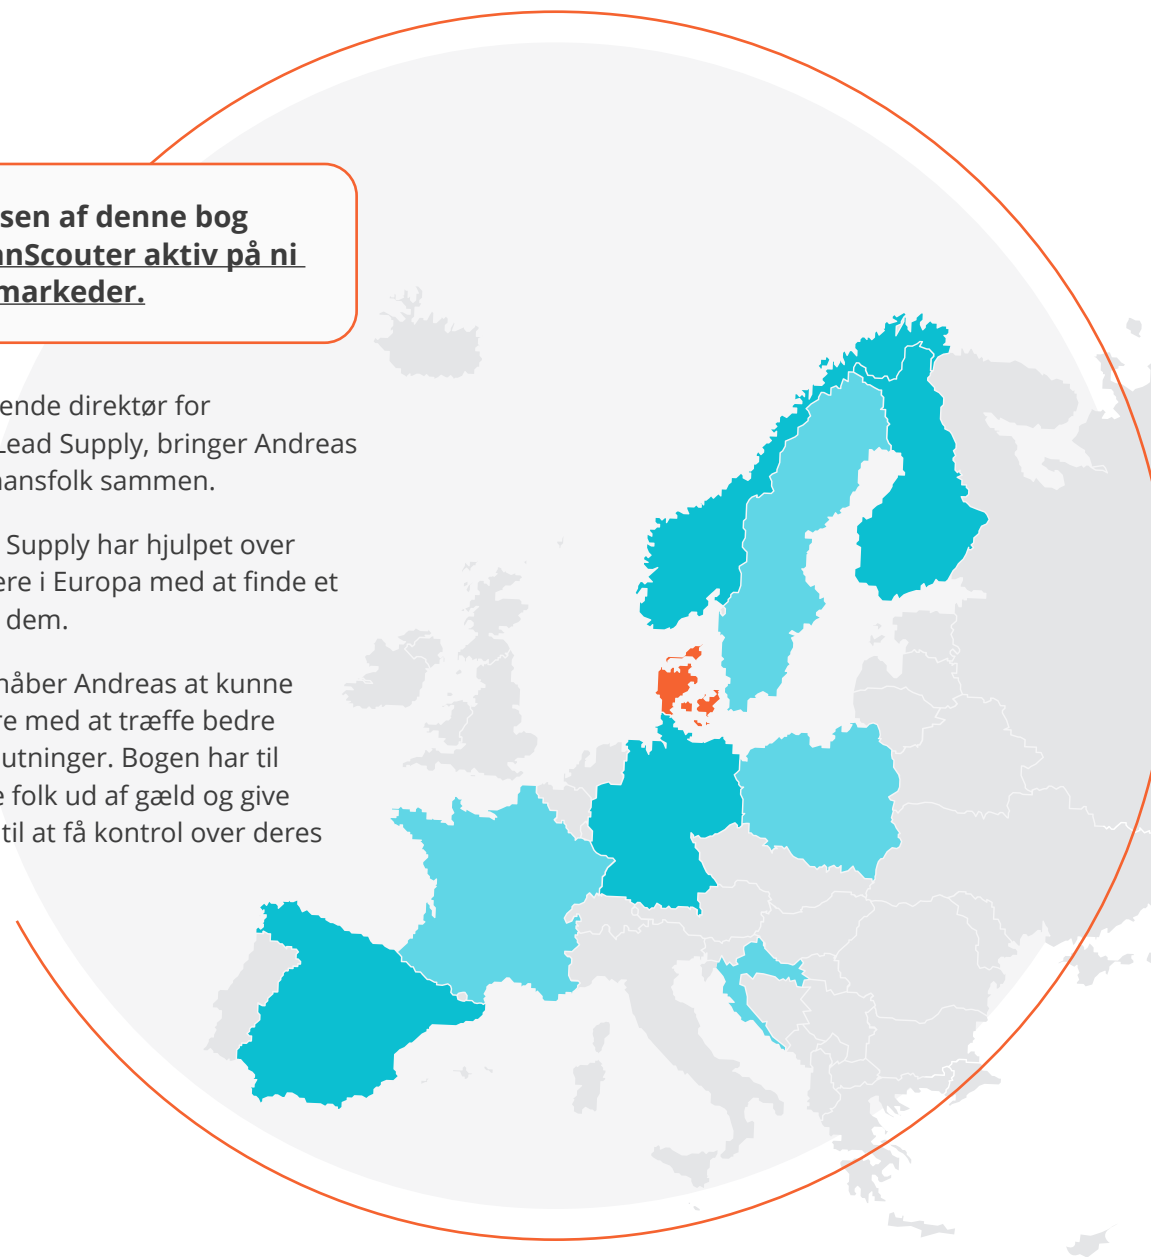 sen af denne bog
nScouter aktiv på ni
markeder.
ende direktør for
Lead Supply, bringer Andreas
ansfolk sammen.
Supply har hjulpet over
ere i Europa med at finde et
dem.
håber Andreas at kunne
re med at træffe bedre
utninger. Bogen har til
e folk ud af gæld og give
til at få kontrol over deres